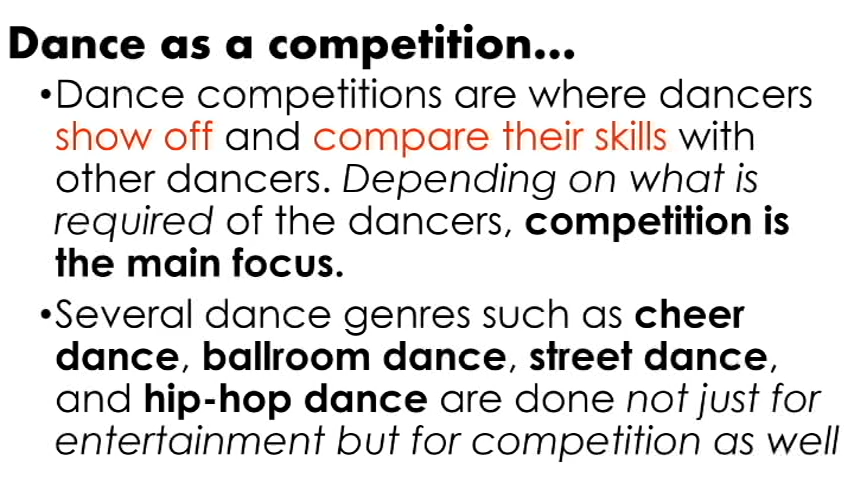 Dance as a competition...
•Dance competitions are where dancers
show off and compare their skills with
other dancers. Depending on what is
required of the dancers, competition is
the main focus.
•Several dance genres such as cheer
dance, ballroom dance, street dance,
and hip-hop dance are done not just for
entertainment but for competition as well